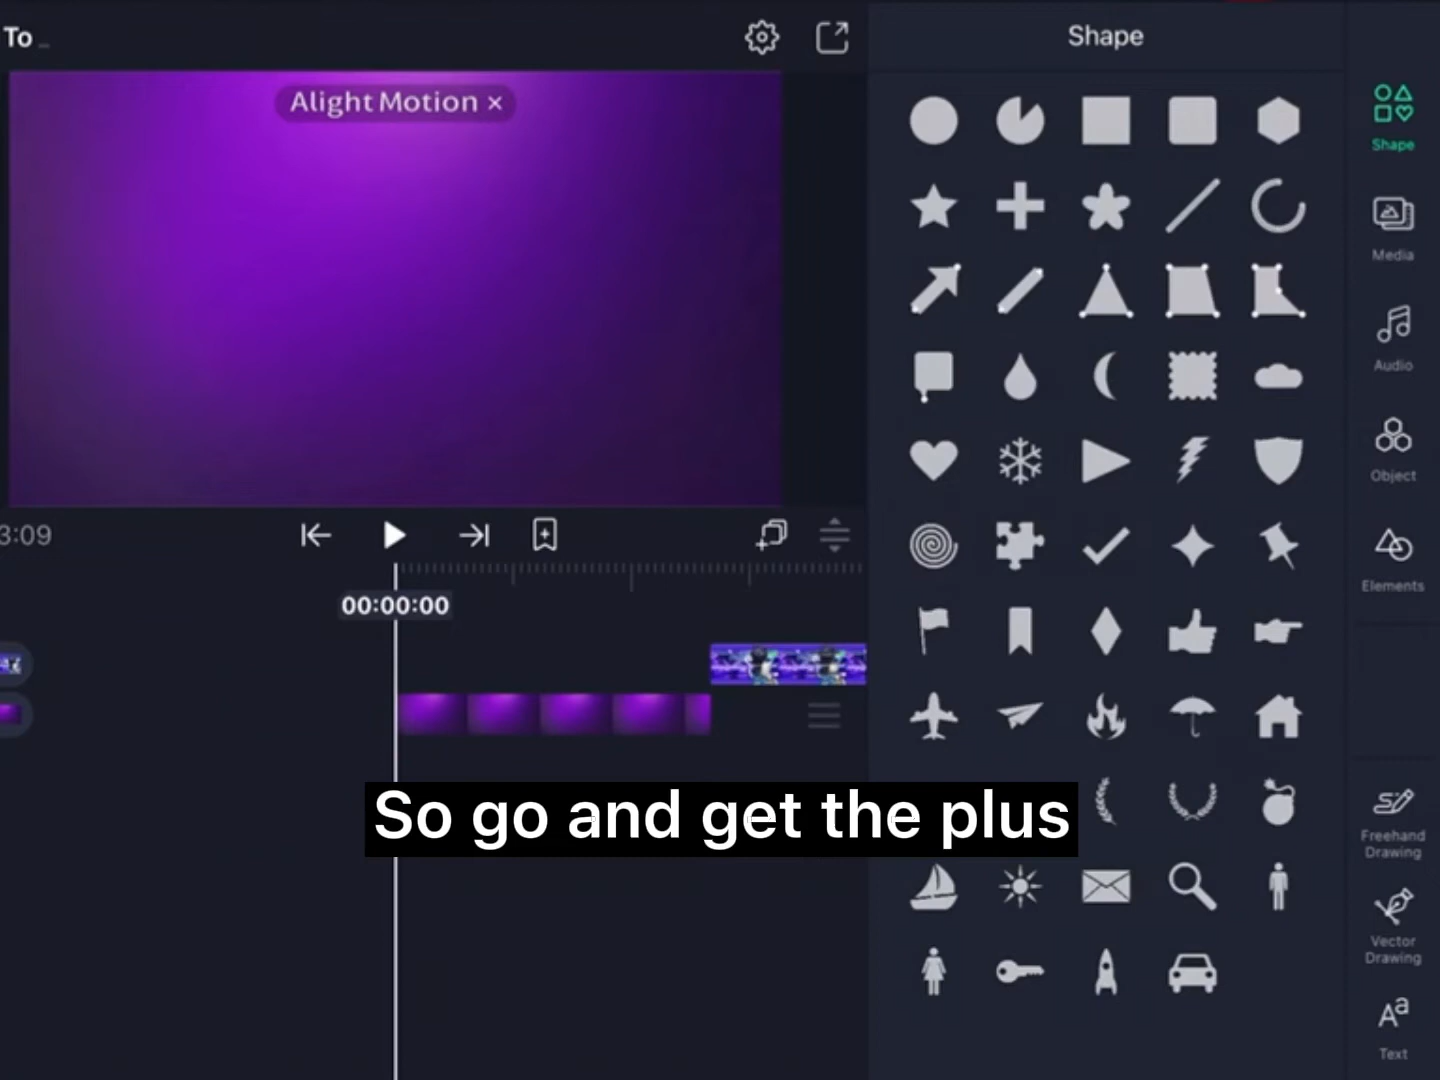 To
Shape
Alight Motion ×
Shape
Media
Audio
Object
3:09
Elements
00:00:00
So go and get the plus
Freehand
Drawing
Vector
Drawing
Aa
Text